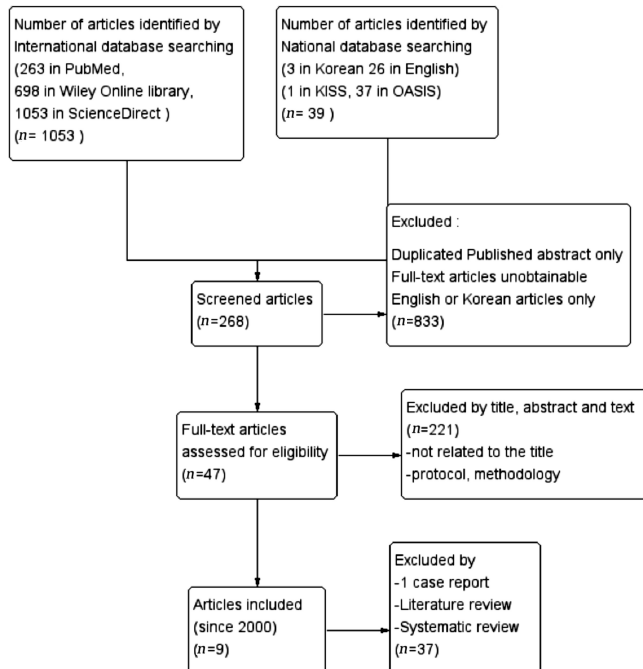 Number of articles identified by
International database searching
(263 in PubMed,
698 in Wiley Online library,
1053 in ScienceDirect )
(n= 1053 )
Number of articles identified by
National database searching
(3 in Korean 26 in English)
(1 in KISS, 37 in OASIS)
(n= 39 )
Excluded :
Duplicated Published abstract only
Full-text articles unobtainable
English or Korean articles only
(n=833)
Screened articles
(n=268)
Excluded by title, abstract and text
(n=221)
-not related to the title
-protocol, methodology
Full-text articles
assessed for eligibility
(n=47)
Excluded by
-1 case report
-Literature review
-Systematic review
(n=37)
Articles included
(since 2000)
(n=9)